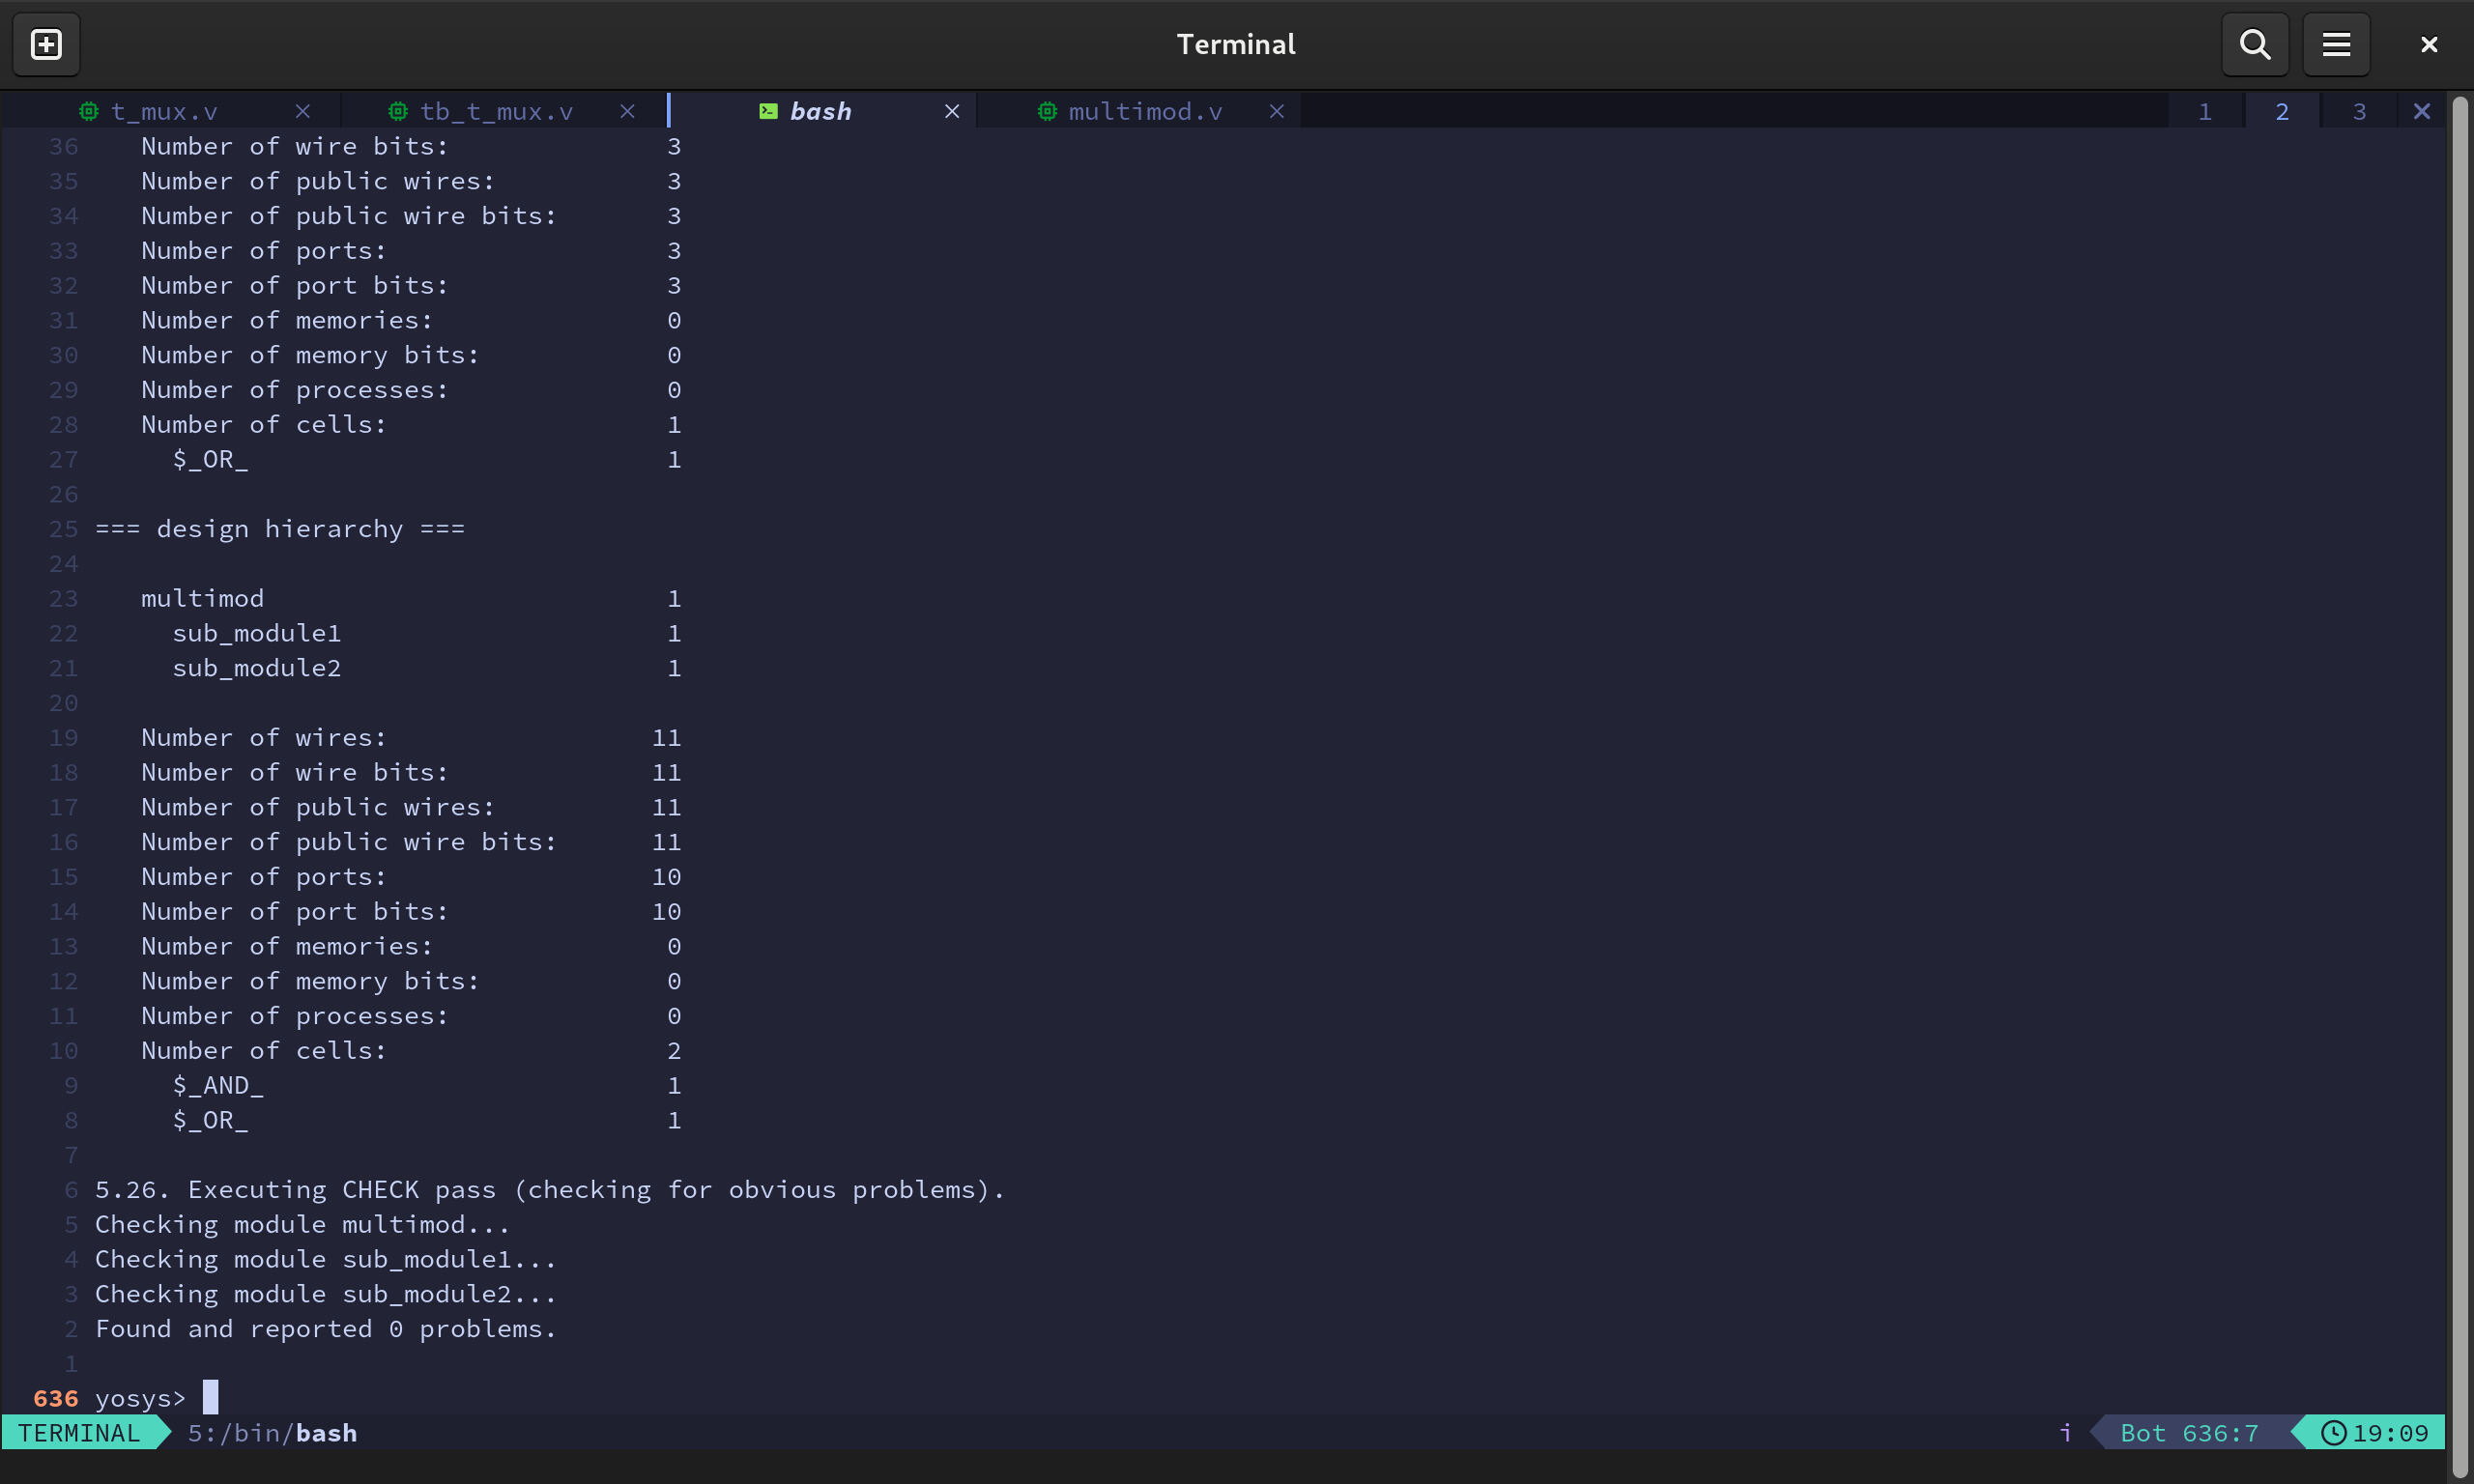 Terminal
t_mux.v tb_t_mux.v bash multimod.v 1 2 3
36 Number of wire bits: 3
35 Number of public wires: 3
34 Number of public wire bits: 3
33 Number of ports: 3
32 Number of port bits: 3
31 Number of memories: 0
30 Number of memory bits: 0
29 Number of processes: 0
28 Number of cells: 1
27 $_OR_ 1
26
25 === design hierarchy ===
24
23 multimod 1
22 sub_module1 1
21 sub_module2 1
20
19 Number of wires: 11
18 Number of wire bits: 11
17 Number of public wires: 11
16 Number of public wire bits: 11
15 Number of ports: 10
14 Number of port bits: 10
13 Number of memories: 0
12 Number of memory bits: 0
11 Number of processes: 0
10 Number of cells: 2
9 $_AND_ 1
8 $_OR_ 1
7
6 5.26. Executing CHECK pass (checking for obvious problems).
5 Checking module multimod...
4 Checking module sub_module1...
3 Checking module sub_module2...
2 Found and reported 0 problems.
1
636 yosys>
TERMINAL 5:/bin/bash i Bot 636:7 19:09